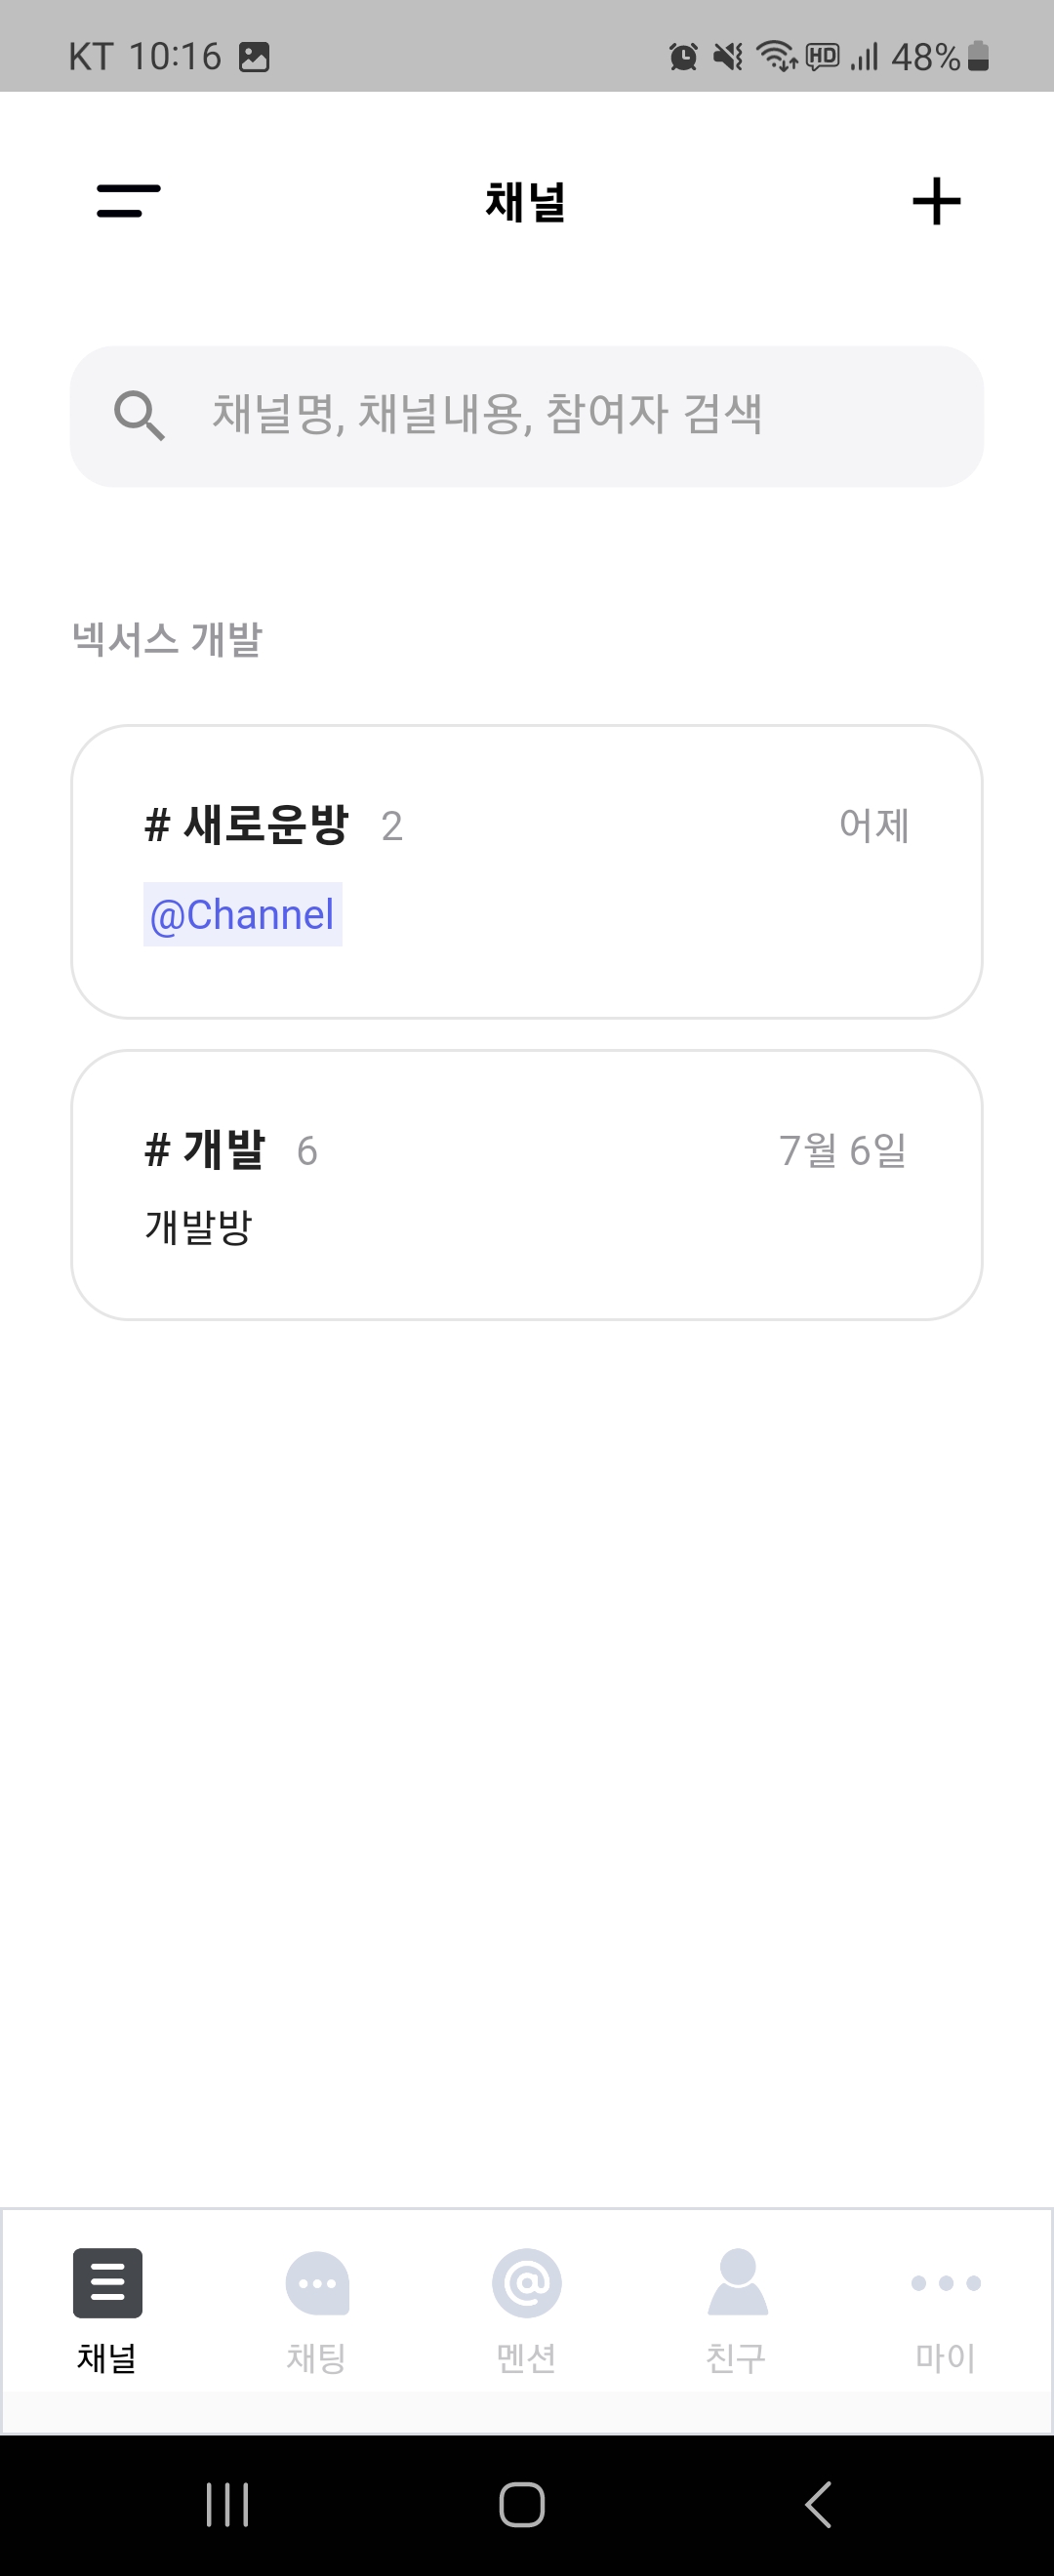 KT 10:16 HD 48%
채널
채널명, 채널내용, 참여자 검색
넥서스 개발
# 새로운방 2 어제
@Channel
# 개발 6 7월 6일
개발방
채널 채팅 멘션 친구 마이